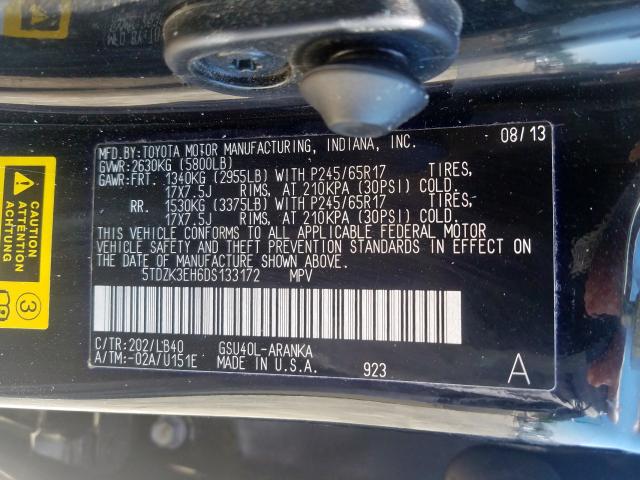 MFD.BY:TOYOTA MOTOR MANUFACTURING, INDIANA, INC. 08/13
GVWR:2630KG (5800LB)
GAWR:FRT. 1340KG (2955LB) WITH P245/65R17 TIRES,
17X7.5J RIMS, AT 210KPA (30PSI) COLD.
RR. 1530KG (3375LB) WITH P245/65R17 TIRES,
17X7.5J RIMS, AT 210KPA (30PSI) COLD.
THIS VEHICLE CONFORMS TO ALL APPLICABLE FEDERAL MOTOR
VEHICLE SAFETY AND THEFT PREVENTION STANDARDS IN EFFECT ON
THE DATE OF MANUFACTURE SHOWN ABOVE.
5TDZK3EH6DS133172 MPV
C/TR:202/LB40 GSU40L-ARANKA
A/TM:-02A/U151E MADE IN U.S.A. 923 A
CAUTION / ATTENTION
3